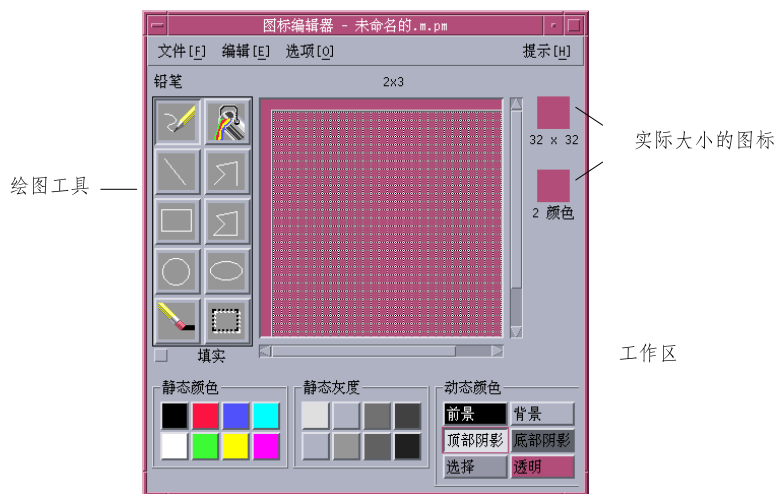 图标编辑器 - 未命名的.m.pm
文件[F] 编辑[E] 选项[O] 提示[H]
铅笔 2x3
32 x 32
实际大小的图标
绘图工具
2 颜色
工作区
填实
静态颜色 静态灰度 动态颜色
前景 背景
顶部阴影 底部阴影
选择 透明